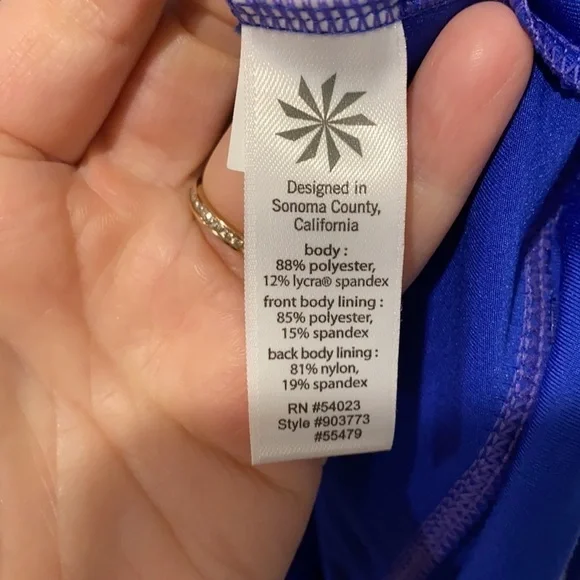 Designed in
Sonoma County,
California
body :
88% polyester,
12% lycra® spandex
front body lining :
85% polyester,
15% spandex
back body lining :
81% nylon,
19% spandex
RN #54023
Style #903773
#55479